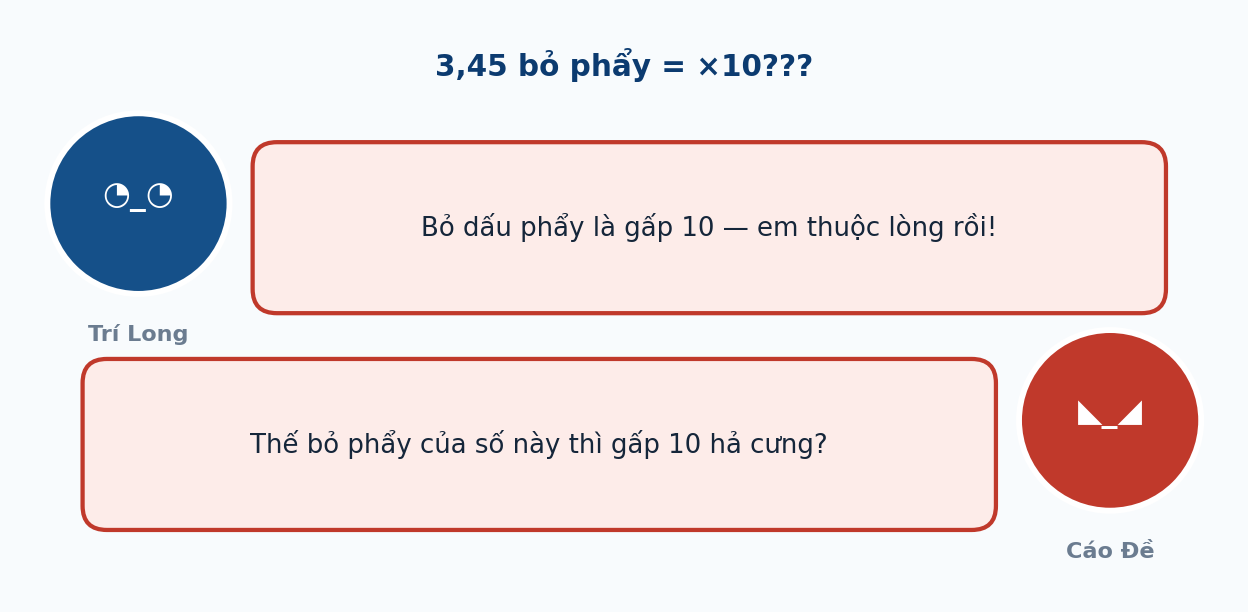 3,45 bỏ phẩy = ×10???
Bỏ dấu phẩy là gấp 10 — em thuộc lòng rồi!
◔_◔
Trí Long
Thế bỏ phẩy của số này thì gấp 10 hả cưng?
◣_◢
Cáo Đề